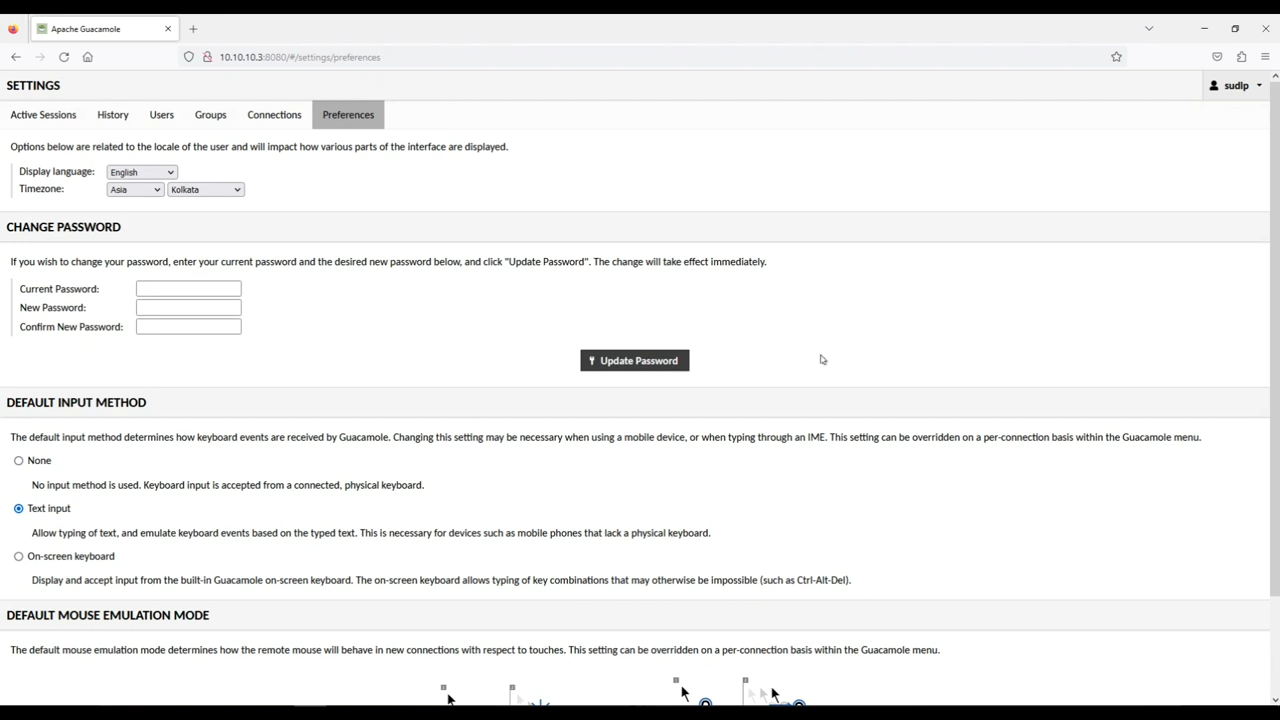 Apache Guacamole
10.10.10.3:8080/#/settings/preferences
SETTINGS
sudip
Active Sessions History Users Groups Connections Preferences
Options below are related to the locale of the user and will impact how various parts of the interface are displayed.
Display language: English
Timezone: Asia Kolkata
CHANGE PASSWORD
If you wish to change your password, enter your current password and the desired new password below, and click "Update Password". The change will take effect immediately.
Current Password:
New Password:
Confirm New Password:
Update Password
DEFAULT INPUT METHOD
The default input method determines how keyboard events are received by Guacamole. Changing this setting may be necessary when using a mobile device, or when typing through an IME. This setting can be overridden on a per-connection basis within the Guacamole menu.
None
No input method is used. Keyboard input is accepted from a connected, physical keyboard.
Text input
Allow typing of text, and emulate keyboard events based on the typed text. This is necessary for devices such as mobile phones that lack a physical keyboard.
On-screen keyboard
Display and accept input from the built-in Guacamole on-screen keyboard. The on-screen keyboard allows typing of key combinations that may otherwise be impossible (such as Ctrl-Alt-Del).
DEFAULT MOUSE EMULATION MODE
The default mouse emulation mode determines how the remote mouse will behave in new connections with respect to touches. This setting can be overridden on a per-connection basis within the Guacamole menu.